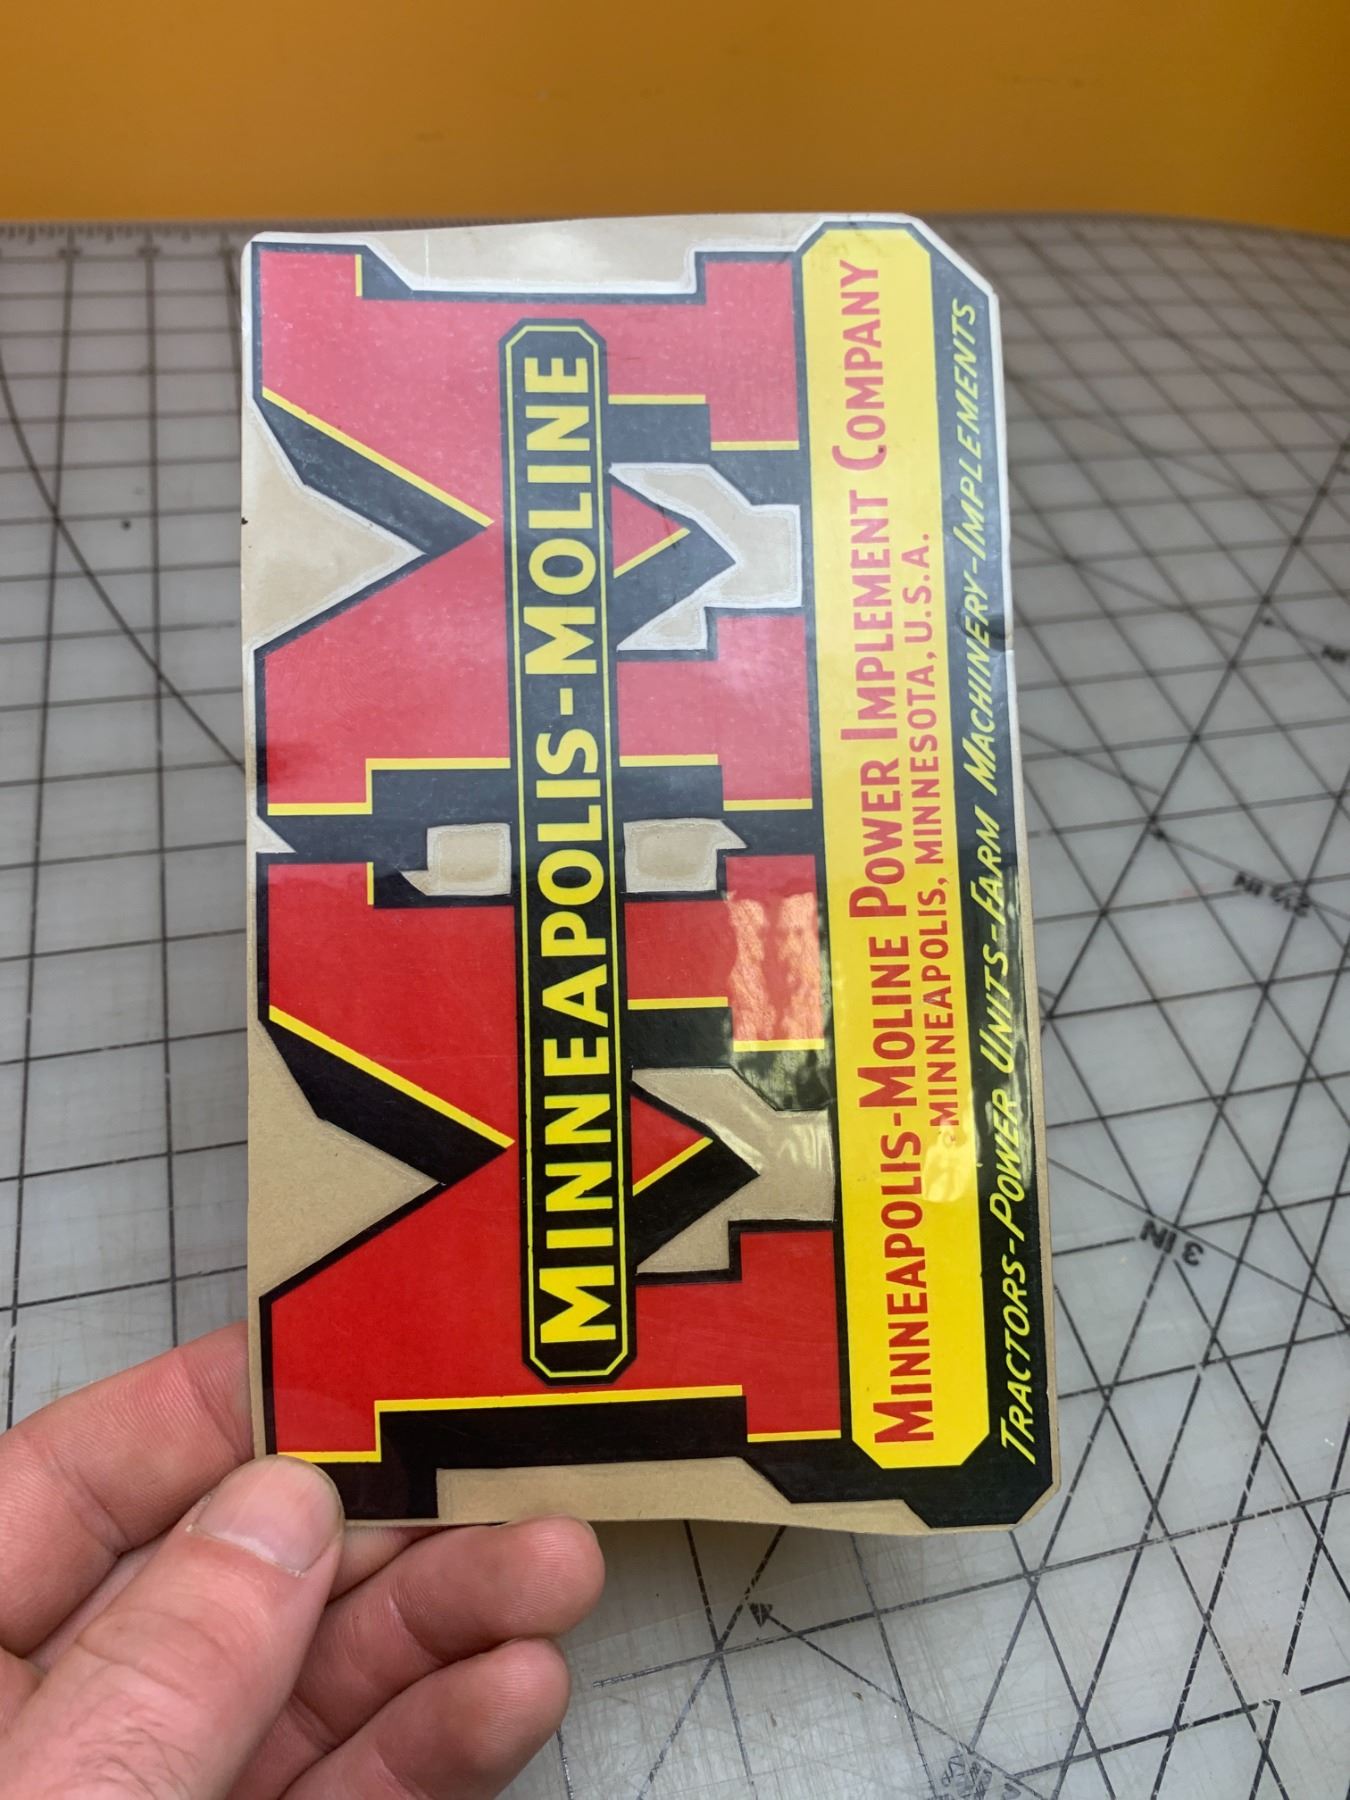 MM
MINNEAPOLIS-MOLINE
MINNEAPOLIS-MOLINE POWER IMPLEMENT COMPANY
MINNEAPOLIS, MINNESOTA, U.S.A.
TRACTORS-POWER UNITS-FARM MACHINERY-IMPLEMENTS
3 IN